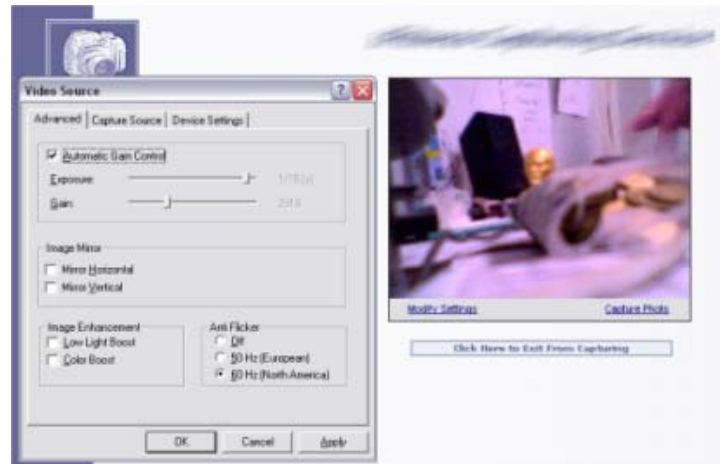 Video Source
Advanced
Capture Source
Device Settings
Automatic Gain Control
Exposure:
Gain:
Image Mirror
Mirror Horizontal
Mirror Vertical
Image Enhancement
Low Light Boost
Color Boost
Anti Flicker
Off
50 Hz (European)
60 Hz (North America)
OK
Cancel
Apply
Modify Settings
Capture Photo
Click Here to Exit From Capturing